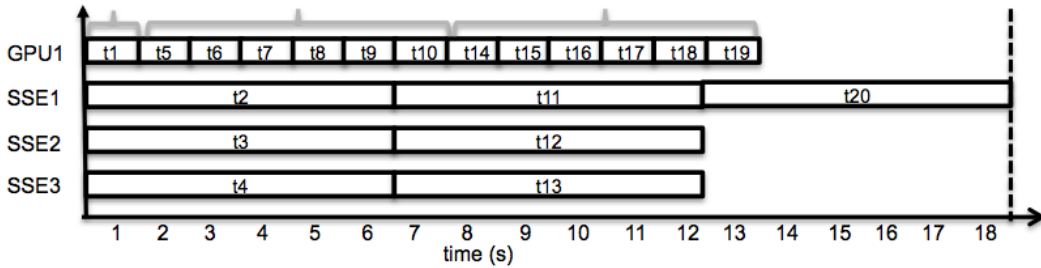 GPU1 t1 t5 t6 t7 t8 t9 t10 t14 t15 t16 t17 t18 t19
SSE1 t2 t11 t20
SSE2 t3 t12
SSE3 t4 t13
1 2 3 4 5 6 7 8 9 10 11 12 13 14 15 16 17 18
time (s)